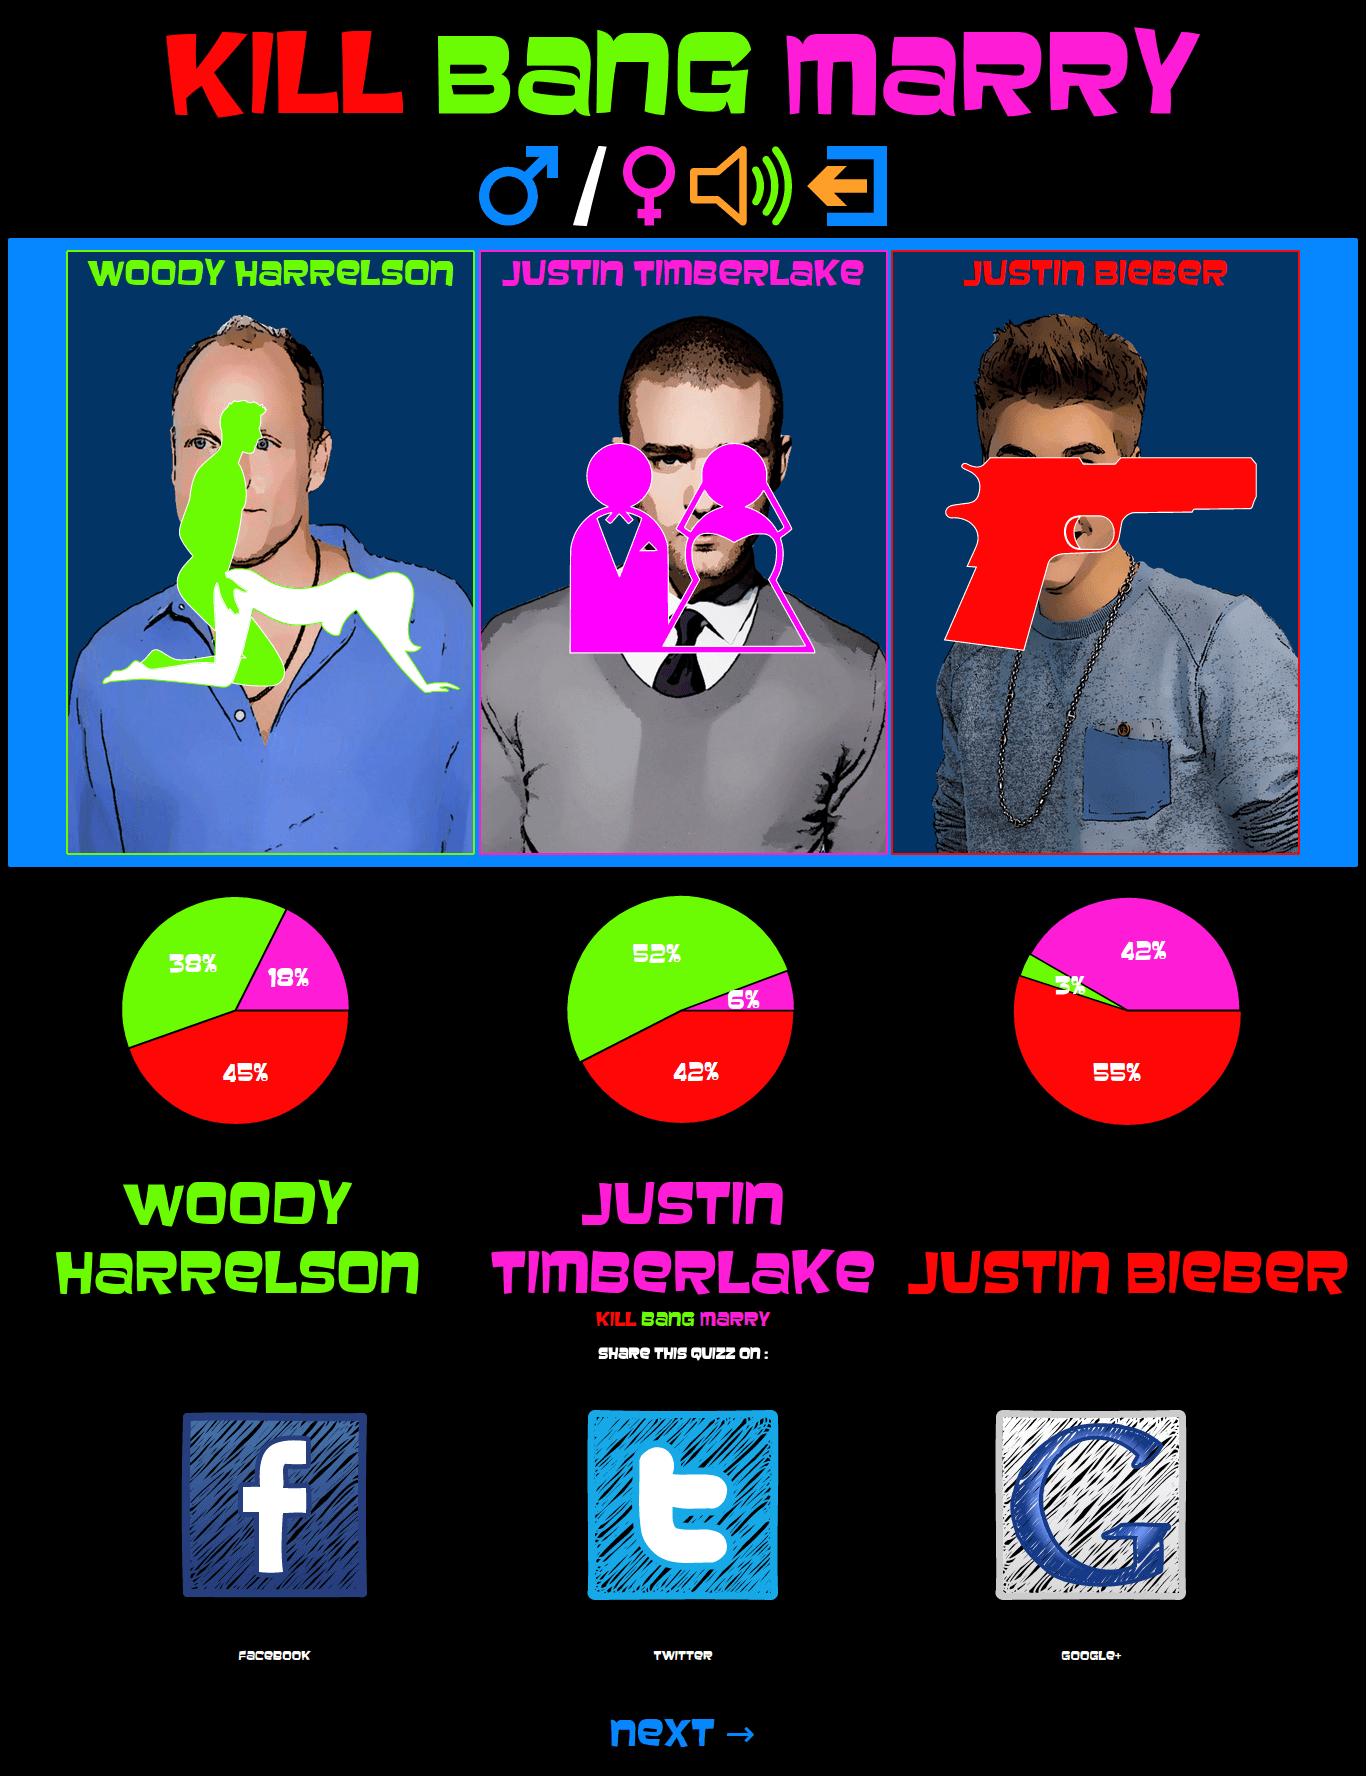 KILL BANG MARRY
WOODY HARRELSON
JUSTIN TIMBERLAKE
JUSTIN BIEBER
38%
18%
45%
52%
6%
42%
42%
3%
55%
WOODY
HARRELSON
JUSTIN
TIMBERLAKE
JUSTIN BIEBER
KILL BANG MARRY
SHARE THIS QUIZZ ON :
FACEBOOK
TWITTER
GOOGLE+
NEXT →